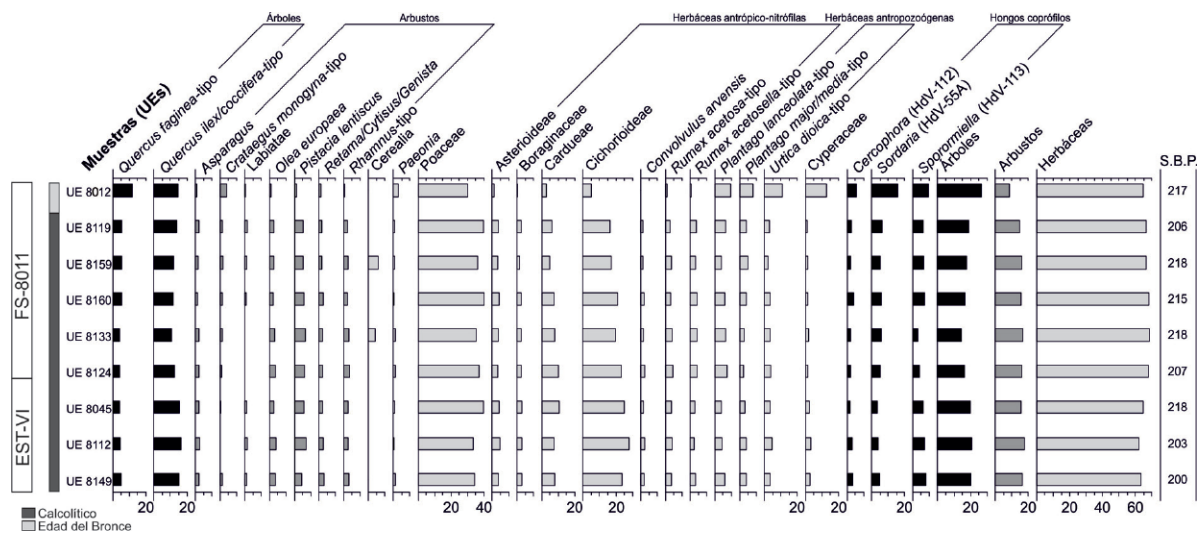 Árboles
Arbustos
Herbáceas antrópico-nitrófilas
Herbáceas antropozoógenas
Hongos coprófilos
Muestras (UEs)
Quercus faginea-tipo
Quercus ilex/coccifera-tipo
Asparagus
Crataegus monogyna-tipo
Labiatae
Olea europaea
Pistacia lentiscus
Retama/Cytisus/Genista
Rhamnus-tipo
Cerealia
Paeonia
Poaceae
Asterioideae
Boraginaceae
Cardueae
Cichorioideae
Convolvulus arvensis
Rumex acetosa-tipo
Rumex acetosella-tipo
Plantago lanceolata-tipo
Plantago major/media-tipo
Urtica dioica-tipo
Cyperaceae
Cercophora (HdV-112)
Sordaria (HdV-55A)
Sporormiella (HdV-113)
Árboles
Arbustos
Herbáceas
S.B.P.
FS-8011
EST-VI
UE 8012 217
UE 8119 206
UE 8159 218
UE 8160 215
UE 8133 218
UE 8124 207
UE 8045 218
UE 8112 203
UE 8149 200
20 20 20 40 20 20 20 20 20 20 20 20 40 60
Calcolítico
Edad del Bronce